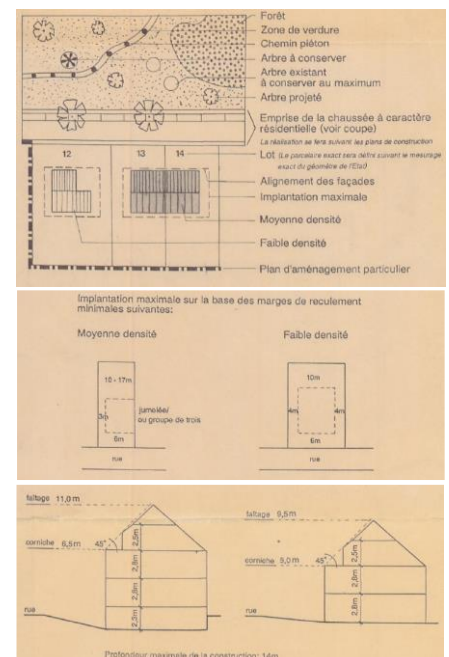 Forêt
Zone de verdure
Chemin piéton
Arbre à conserver
Arbre existant
à conserver au maximum
Arbre projeté
Emprise de la chaussée à caractère
résidentielle (voir coupe)
La réalisation se fera suivant les plans de construction
12 13 14
Lot (Le parcelaire exact sera défini suivant le mesurage
exact du géomètre de l'Etat)
Alignement des façades
Implantation maximale
Moyenne densité
Faible densité
Plan d'aménagement particulier
Implantation maximale sur la base des marges de reculement
minimales suivantes:
Moyenne densité Faible densité
16-17m 10m
3m jumelée/
ou groupe de trois
4m 4m
6m 6m
rue rue
faîtage 11,0m
faîtage 9,5m
corniche 6,5m 45°
2,5m
2,8m
2,8m
2,3m
rue
45°
2,5m
2,8m
2,8m
rue
Profondeur maximale de la construction: 14m